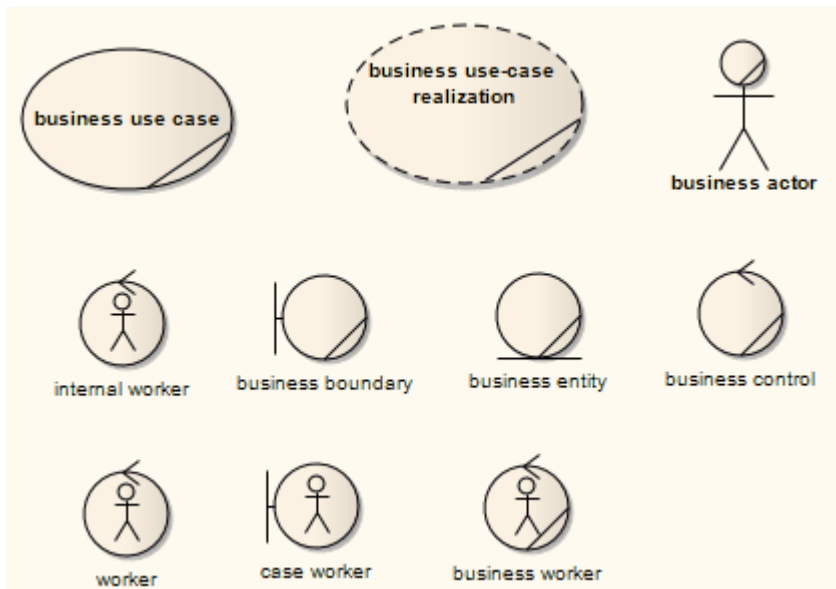 business use case
business use-case
realization
business actor
internal worker
business boundary
business entity
business control
worker
case worker
business worker